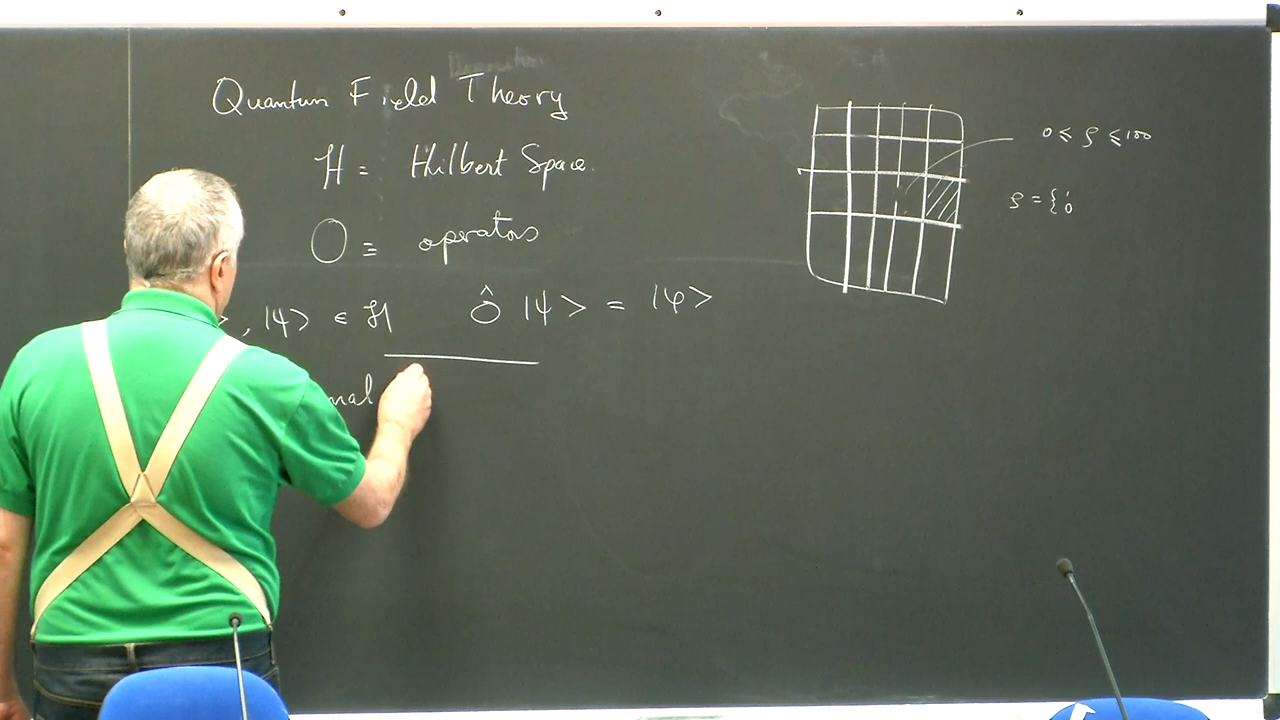 Quantum Field Theory
H = Hilbert Space.
O ≡ operators
> , |ψ> ∈ H   Ô |ψ> = |φ>
nal
0 ≤ ρ ≤ 100
ρ = { 1 0